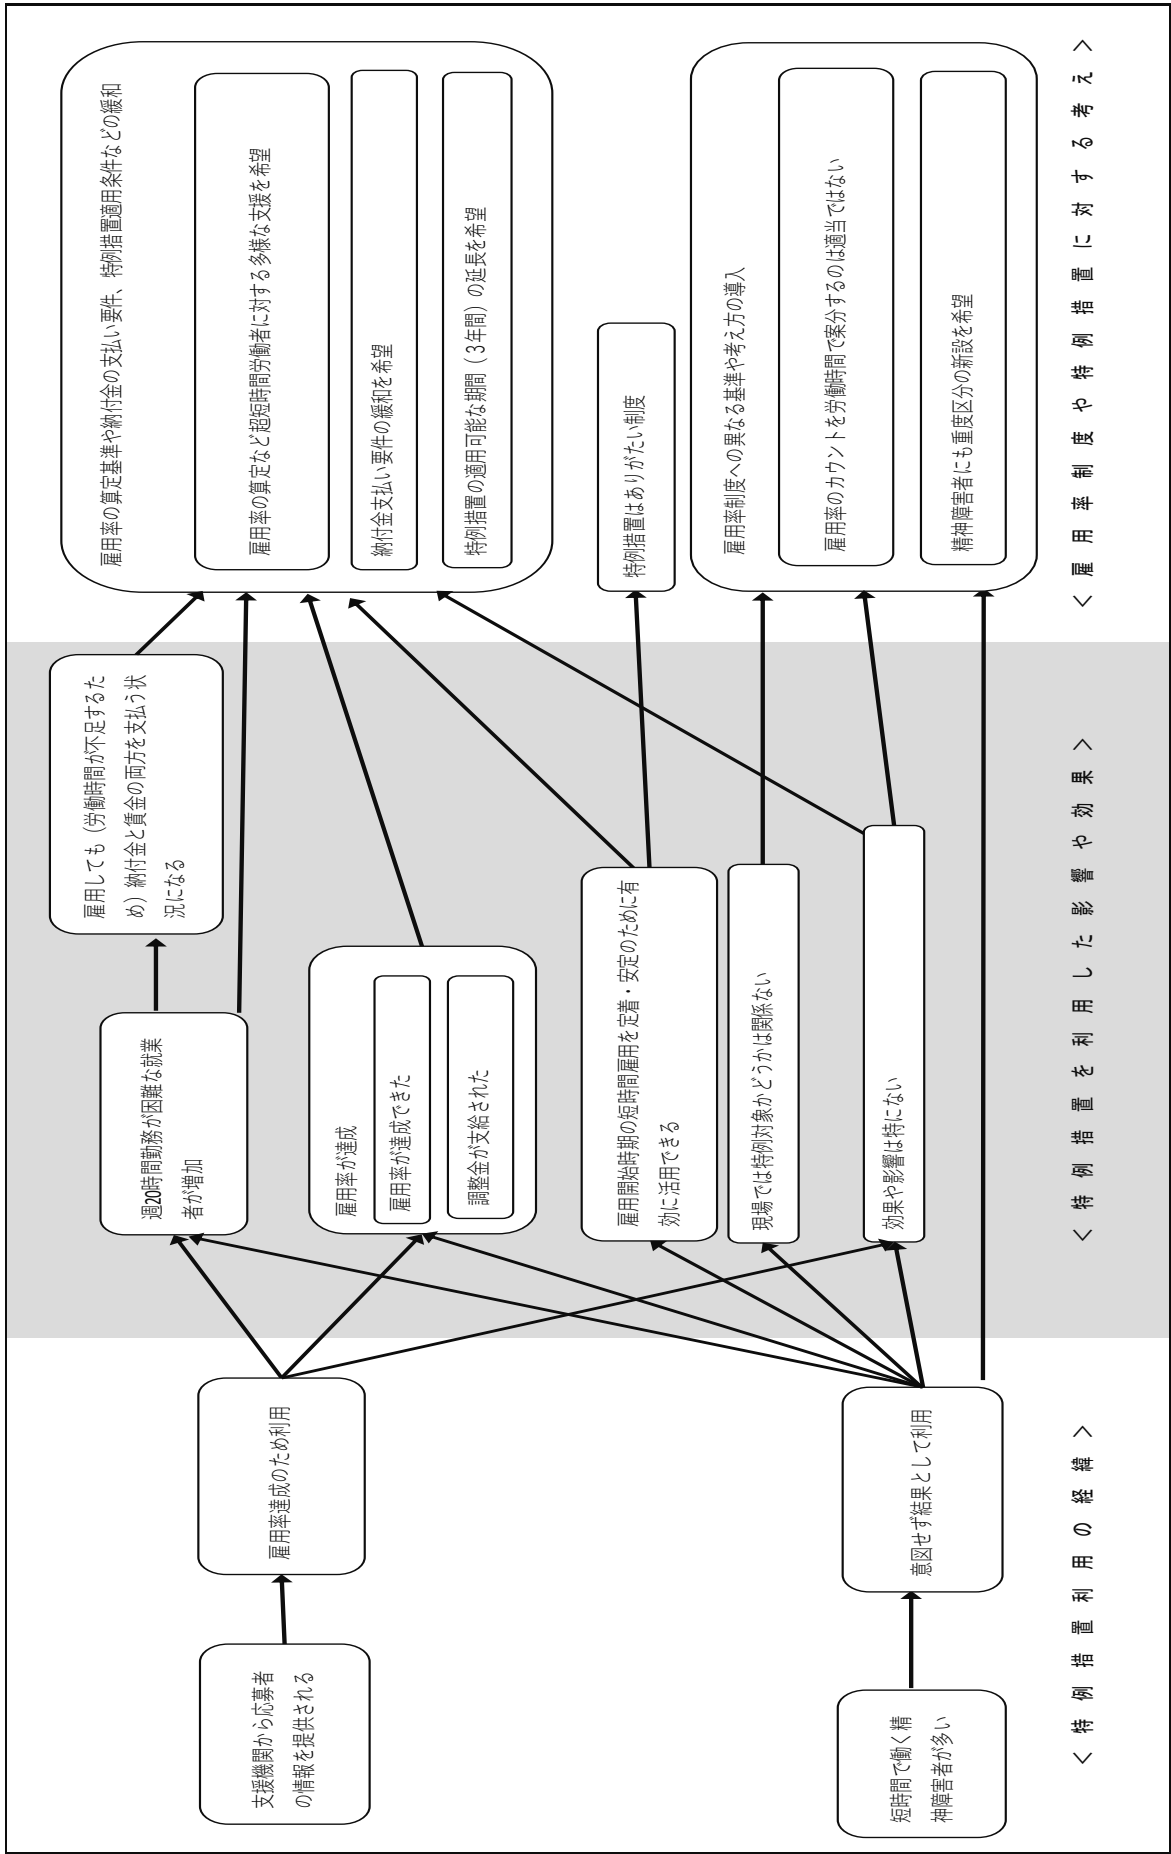 ＜特例措置利用の経緯＞
支援機関から応募者
の情報を提供される
雇用率達成のため利用
短時間で働く精
神障害者が多い
意図せず結果として利用
＜特例措置を利用した影響や効果＞
雇用しても（労働時間が不足するた
め）納付金と賃金の両方を支払う状
況になる
週20時間勤務が困難な就業
者が増加
雇用率が達成
雇用率が達成できた
調整金が支給された
雇用開始時期の短時間雇用を定着・安定のために有
効に活用できる
現場では特例対象かどうかは関係ない
効果や影響は特にない
＜雇用率制度や特例措置に対する考え＞
雇用率の算定基準や納付金の支払い要件、特例措置適用条件などの緩和
雇用率の算定など超短時間労働者に対する多様な支援を希望
納付金支払い要件の緩和を希望
特例措置の適用可能な期間（３年間）の延長を希望
特例措置はありがたい制度
雇用率制度への異なる基準や考え方の導入
雇用率のカウントを労働時間で案分するのは適当ではない
精神障害者にも重度区分の新設を希望